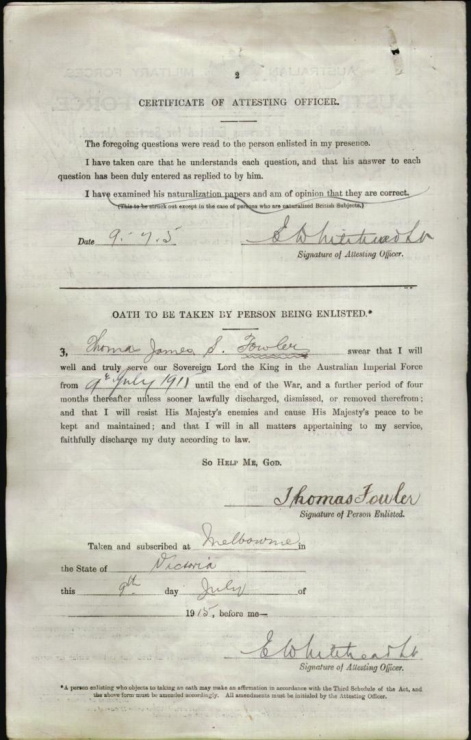 2
CERTIFICATE OF ATTESTING OFFICER.
The foregoing questions were read to the person enlisted in my presence.
I have taken care that he understands each question, and that his answer to each
question has been duly entered as replied to by him.
I have examined his naturalization papers and am of opinion that they are correct.
(This to be struck out except in the case of persons who are naturalized British Subjects.)
Date 9. 7. 5 E Whitehead Lt
Signature of Attesting Officer.
OATH TO BE TAKEN BY PERSON BEING ENLISTED.*
I, Thomas James S. Fowler swear that I will
well and truly serve our Sovereign Lord the King in the Australian Imperial Force
from 9th July 1915 until the end of the War, and a further period of four
months thereafter unless sooner lawfully discharged, dismissed, or removed therefrom;
and that I will resist His Majesty's enemies and cause His Majesty's peace to be
kept and maintained; and that I will in all matters appertaining to my service,
faithfully discharge my duty according to law.
SO HELP ME, GOD.
Thomas Fowler
Signature of Person Enlisted.
Taken and subscribed at Melbourne in
the State of Victoria
this 9th day July of
1915, before me—
E Whitehead Lt
Signature of Attesting Officer.
*A person enlisting who objects to taking an oath may make an affirmation in accordance with the Third Schedule of the Act, and
the above form must be amended accordingly. All amendments must be initialed by the Attesting Officer.